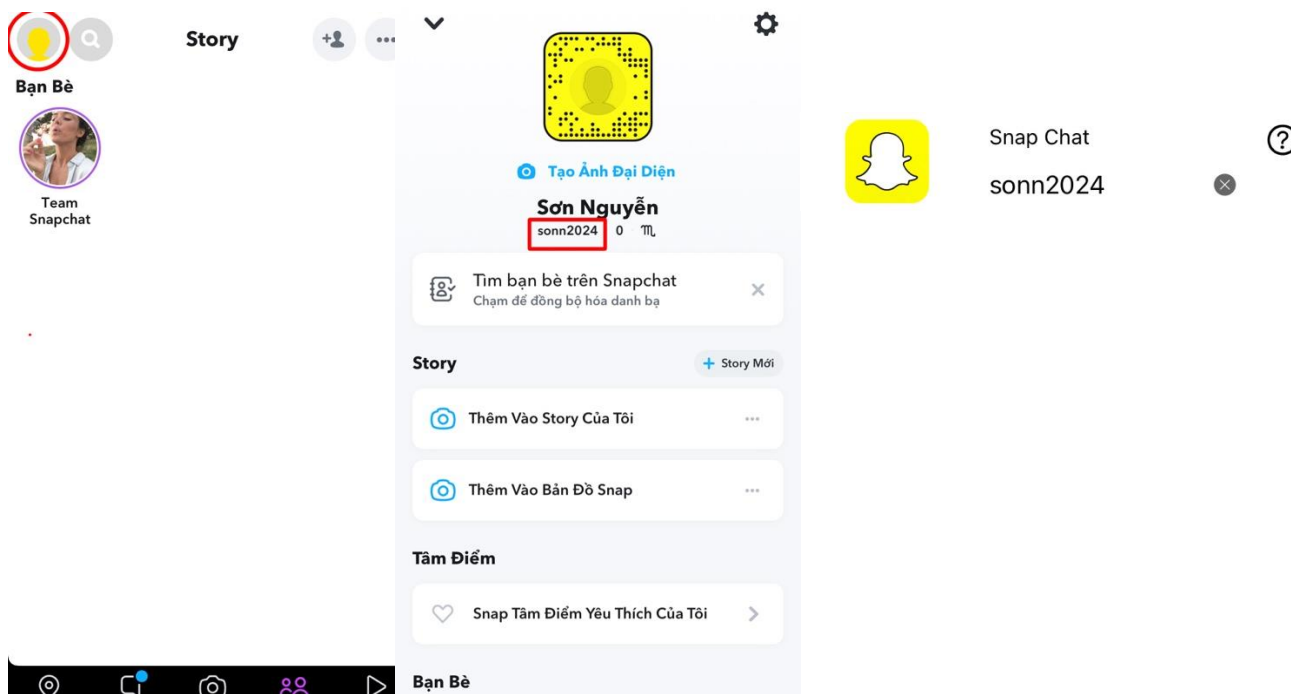 Story
Bạn Bè
Team
Snapchat
Tạo Ảnh Đại Diện
Sơn Nguyễn
sonn2024 0 ♏
Tìm bạn bè trên Snapchat
Chạm để đồng bộ hóa danh bạ
Story
+ Story Mới
Thêm Vào Story Của Tôi
Thêm Vào Bản Đồ Snap
Tâm Điểm
Snap Tâm Điểm Yêu Thích Của Tôi
Bạn Bè
Snap Chat
sonn2024